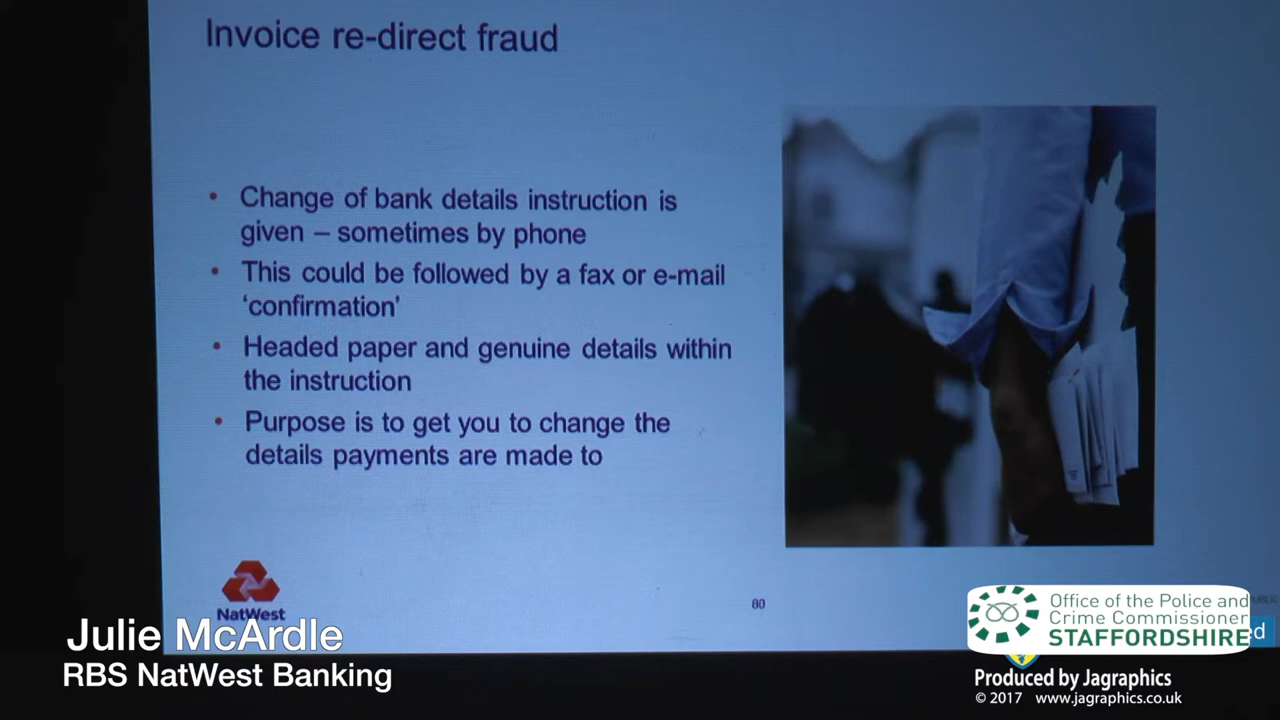 Invoice re-direct fraud
• Change of bank details instruction is
given – sometimes by phone
• This could be followed by a fax or e-mail
‘confirmation’
• Headed paper and genuine details within
the instruction
• Purpose is to get you to change the
details payments are made to
NatWest
80
Julie McArdle
RBS NatWest Banking
Office of the Police and
Crime Commissioner
STAFFORDSHIRE
Produced by Jagraphics
© 2017 www.jagraphics.co.uk